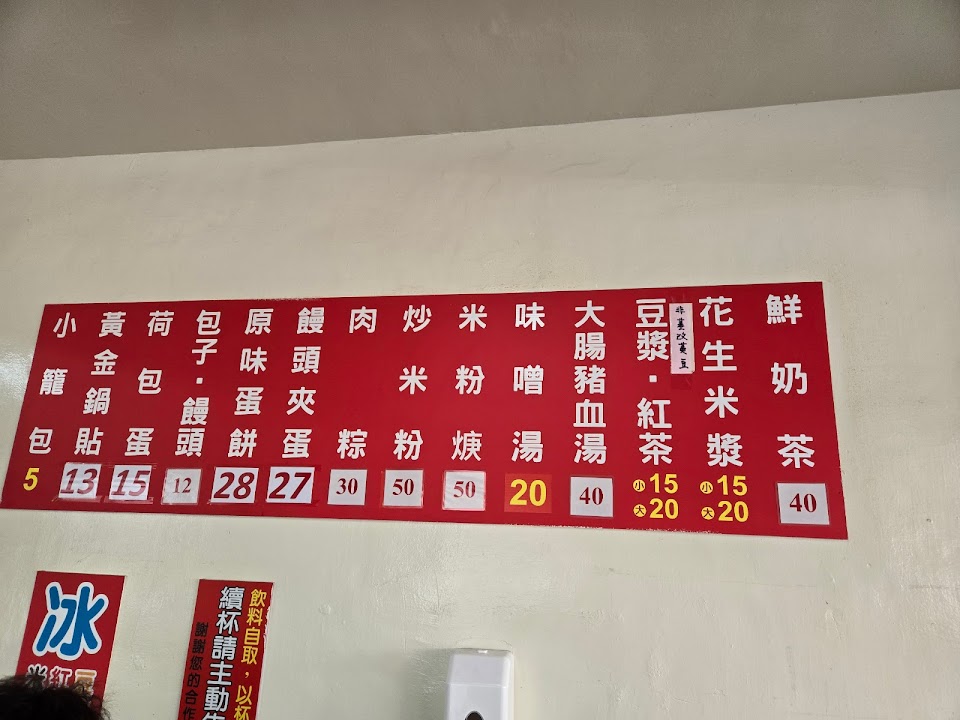 小籠包
5
黃金鍋貼
13
荷包蛋
15
包子·饅頭
12
原味蛋餅
28
饅頭夾蛋
27
肉粽
30
炒米粉
50
米粉焿
50
味噌湯
20
大腸豬血湯
40
豆漿·紅茶
非基改黃豆
小15
大20
花生米漿
小15
大20
鮮奶茶
40
冰
紅
飲料自取，以杯
續杯請主動
謝謝您的合作